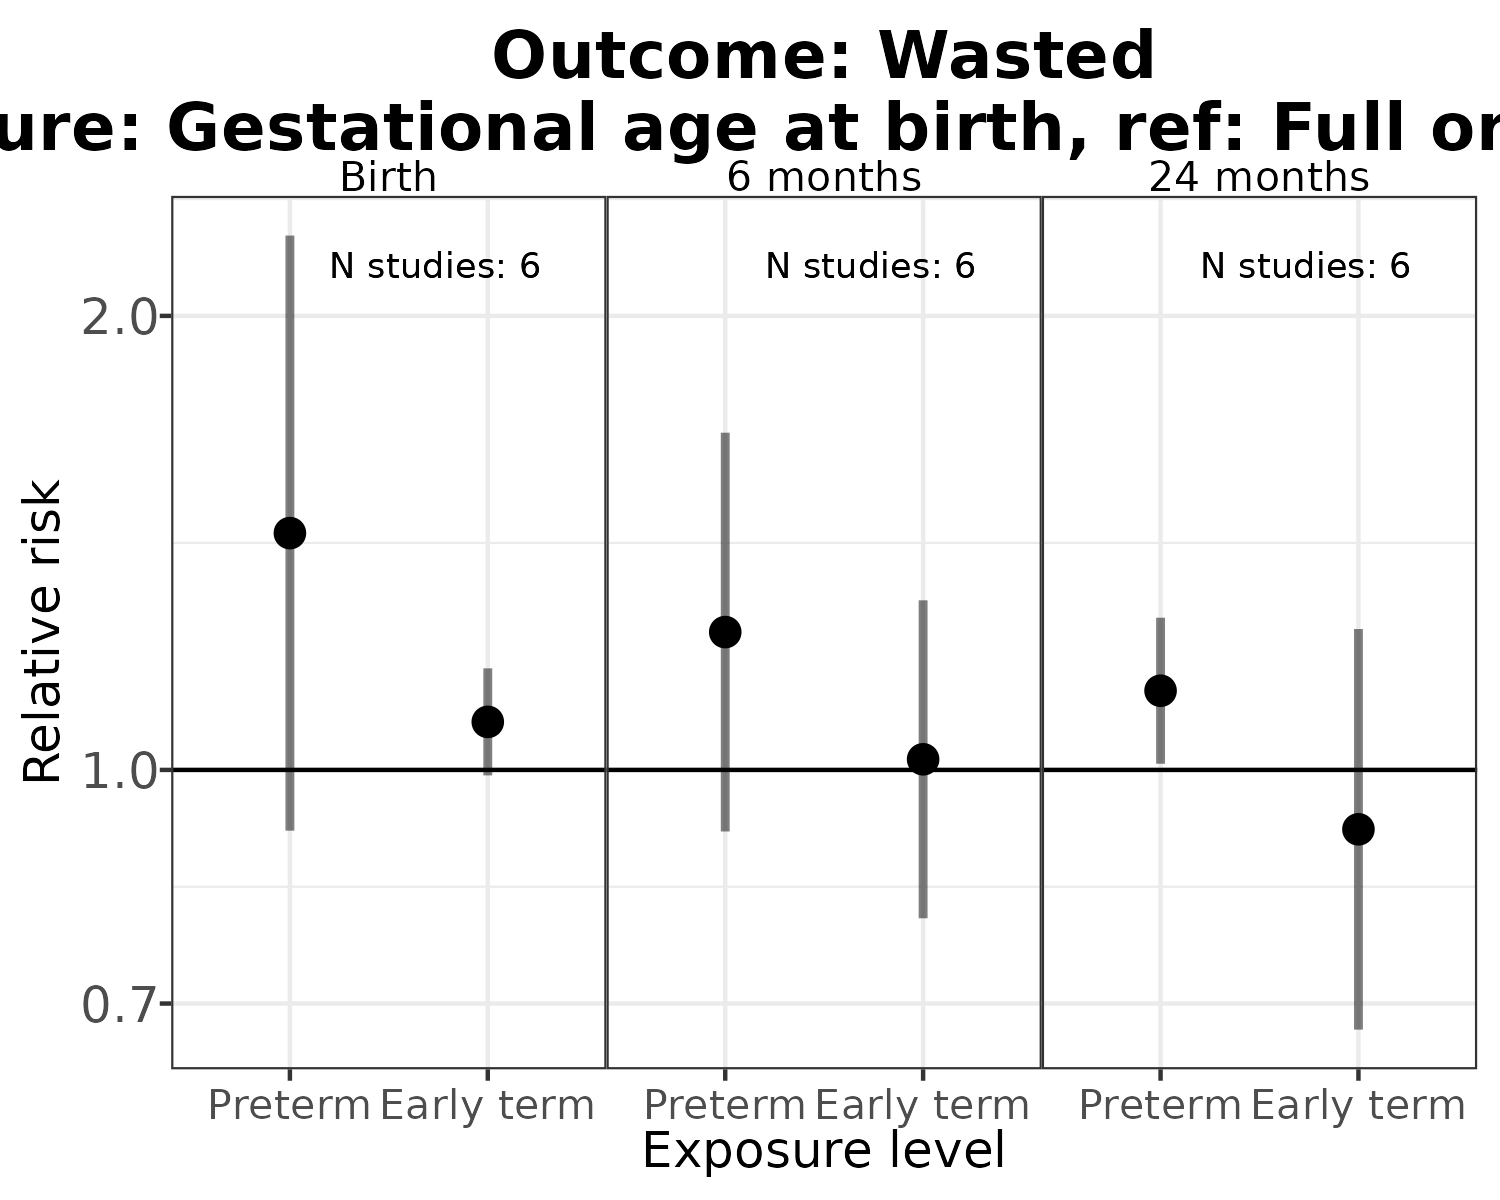 Outcome: Wasted
ure: Gestational age at birth, ref: Full or
Birth 6 months 24 months
N studies: 6 N studies: 6 N studies: 6
2.0
1.0
0.7
Relative risk
Preterm Early term Preterm Early term Preterm Early term
Exposure level